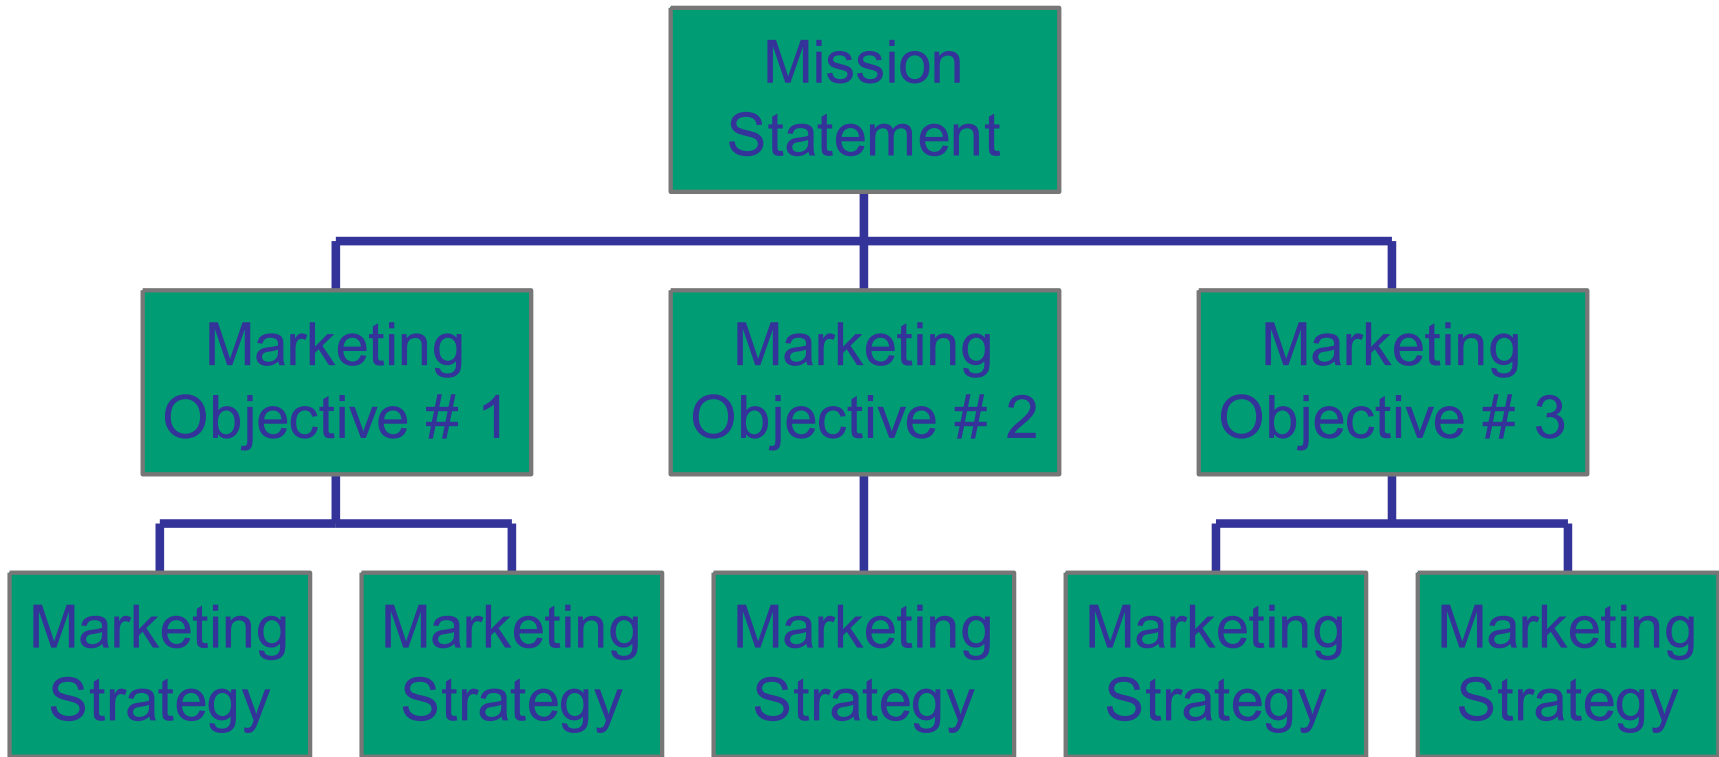 Mission
Statement
Marketing
Objective # 1
Marketing
Objective # 2
Marketing
Objective # 3
Marketing
Strategy
Marketing
Strategy
Marketing
Strategy
Marketing
Strategy
Marketing
Strategy